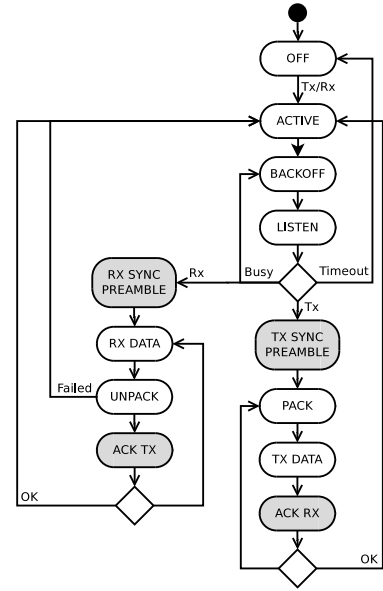 OFF
Tx/Rx
ACTIVE
BACKOFF
LISTEN
RX SYNC
PREAMBLE
Rx
Busy
Timeout
Tx
TX SYNC
PREAMBLE
RX DATA
Failed
UNPACK
PACK
ACK TX
TX DATA
OK
ACK RX
OK